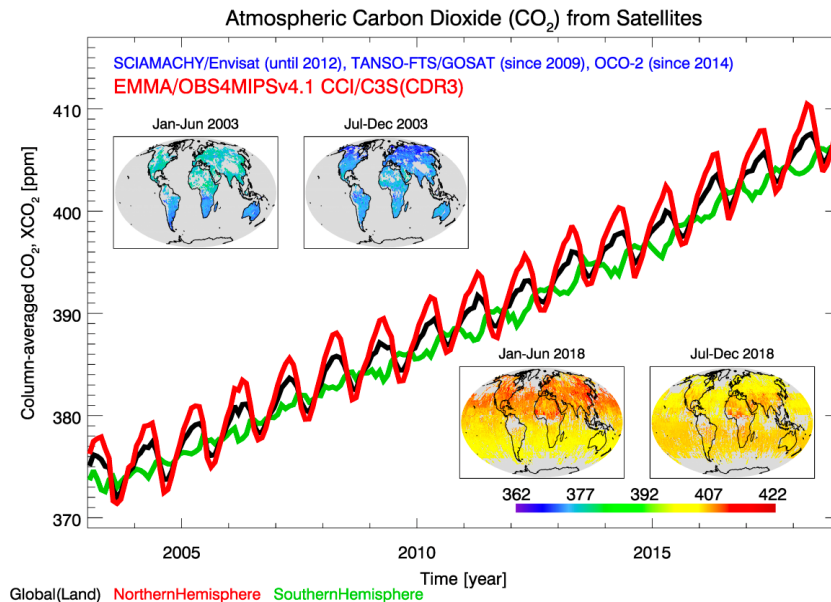 Atmospheric Carbon Dioxide (CO₂) from Satellites
SCIAMACHY/Envisat (until 2012), TANSO-FTS/GOSAT (since 2009), OCO-2 (since 2014)
EMMA/OBS4MIPSv4.1 CCI/C3S(CDR3)
Jan-Jun 2003
Jul-Dec 2003
Column-averaged CO₂, XCO₂ [ppm]
410
400
390
380
370
Jan-Jun 2018
Jul-Dec 2018
362 377 392 407 422
2005 2010 2015
Time [year]
Global(Land) NorthernHemisphere SouthernHemisphere